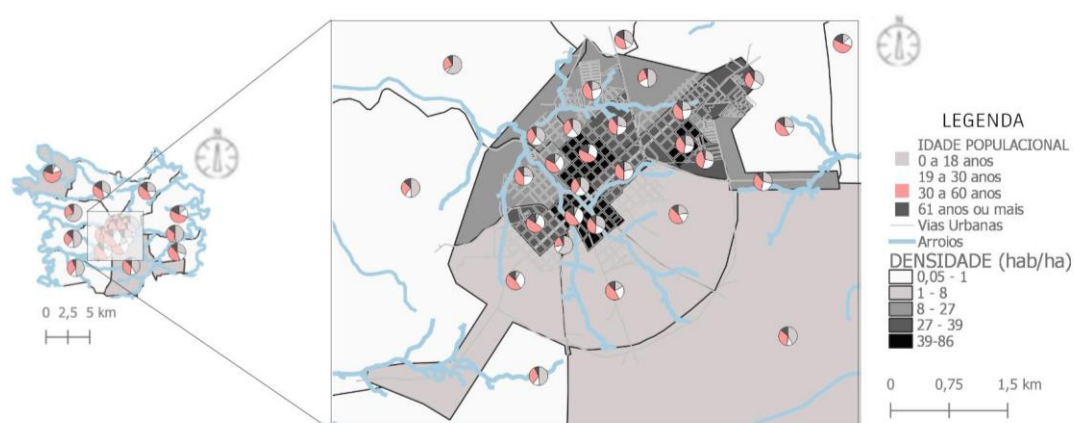 N
N
LEGENDA
IDADE POPULACIONAL
0 a 18 anos
19 a 30 anos
30 a 60 anos
61 anos ou mais
Vias Urbanas
Arroios
DENSIDADE (hab/ha)
0,05 - 1
1 - 8
8 - 27
27 - 39
39-86
0 2,5 5 km
0 0,75 1,5 km